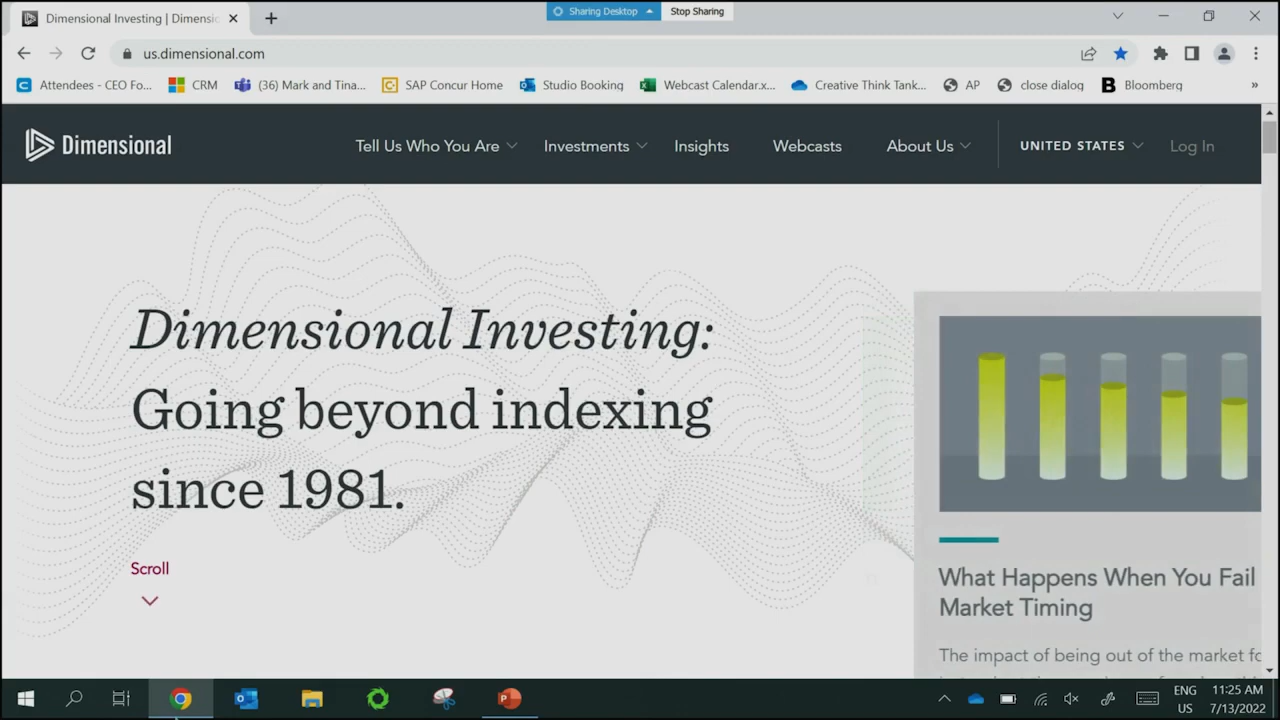 Dimensional Investing | Dimensic
Sharing Desktop
Stop Sharing
us.dimensional.com
Attendees - CEO Fo...
CRM
(36) Mark and Tina...
SAP Concur Home
Studio Booking
Webcast Calendar.x...
Creative Think Tank...
AP
close dialog
B
Bloomberg
»
Dimensional
Tell Us Who You Are
Investments
Insights
Webcasts
About Us
UNITED STATES
Log In
Dimensional Investing:
Going beyond indexing
since 1981.
Scroll
What Happens When You Fail
Market Timing
The impact of being out of the market fo
ENG
US
11:25 AM
7/13/2022